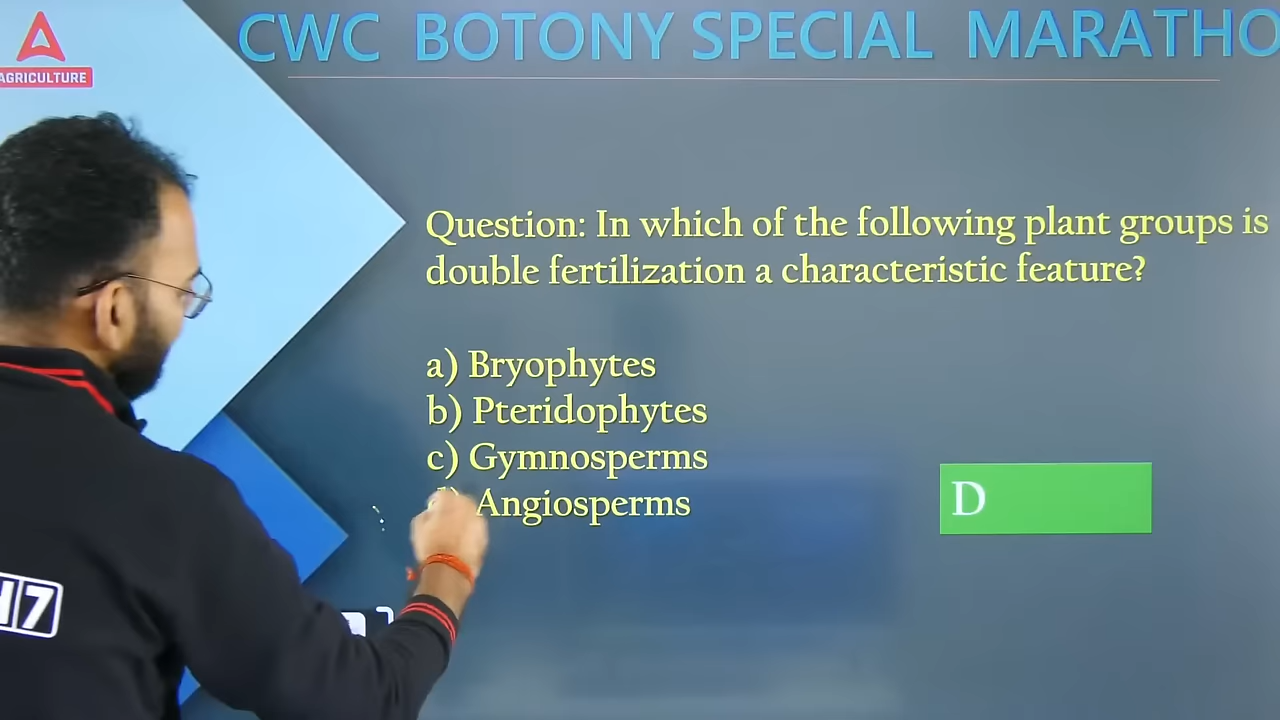 CWC BOTONY SPECIAL MARATHO
AGRICULTURE
Question: In which of the following plant groups is
double fertilization a characteristic feature?
a) Bryophytes
b) Pteridophytes
c) Gymnosperms
d) Angiosperms
D
7